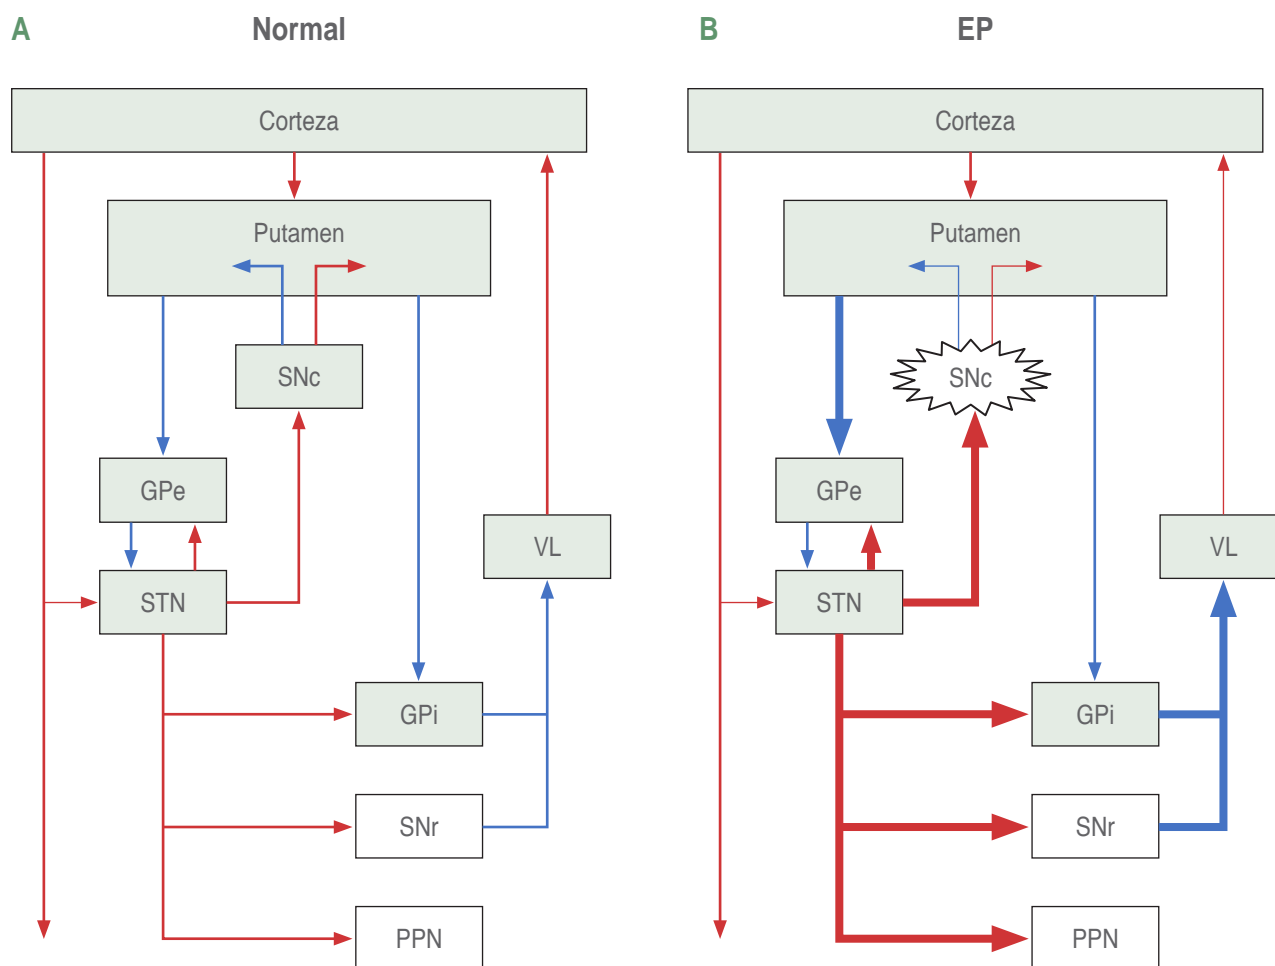 A Normal
Corteza
Putamen
SNc
GPe
VL
STN
GPi
SNr
PPN
B EP
Corteza
Putamen
SNc
GPe
VL
STN
GPi
SNr
PPN